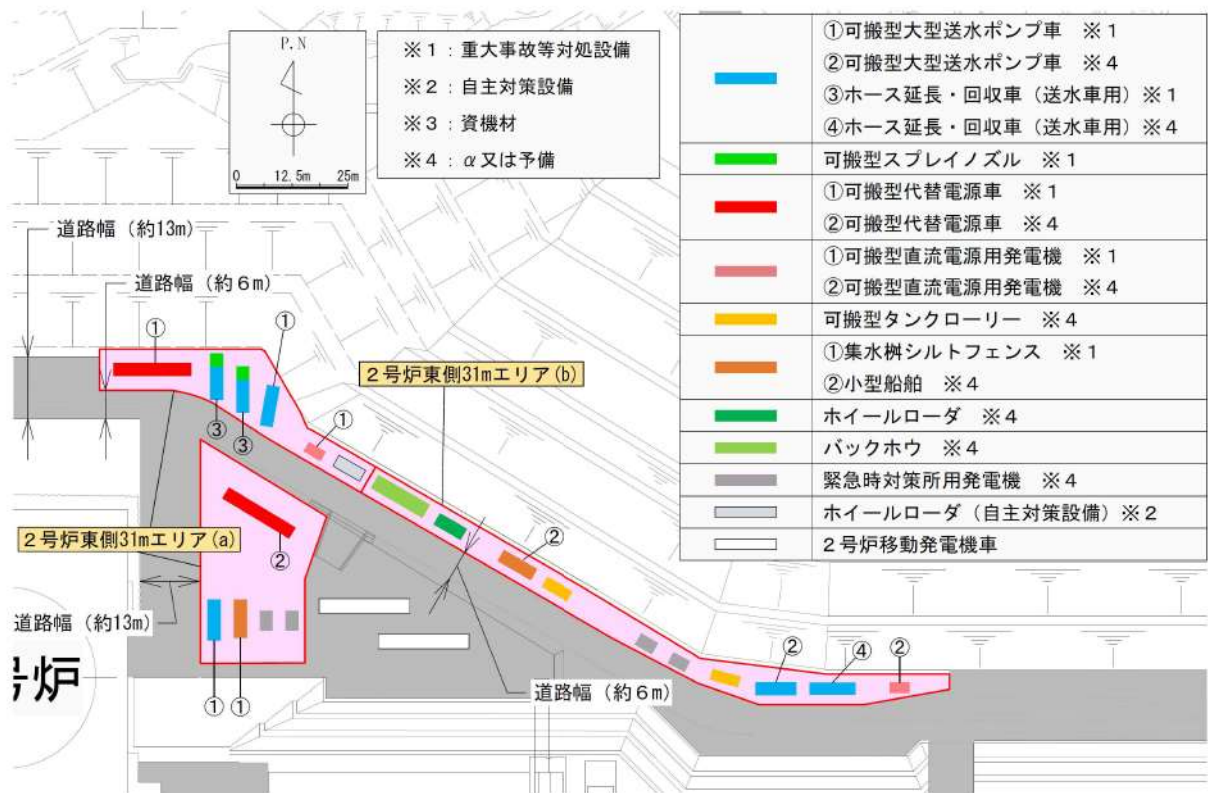 P.N
0 12.5m 25m
※1：重大事故等対処設備
※2：自主対策設備
※3：資機材
※4：α又は予備
①可搬型大型送水ポンプ車 ※1
②可搬型大型送水ポンプ車 ※4
③ホース延長・回収車（送水車用）※1
④ホース延長・回収車（送水車用）※4
可搬型スプレイノズル ※1
①可搬型代替電源車 ※1
②可搬型代替電源車 ※4
①可搬型直流電源用発電機 ※1
②可搬型直流電源用発電機 ※4
可搬型タンクローリー ※4
①集水桝シルトフェンス ※1
②小型船舶 ※4
ホイールローダ ※4
バックホウ ※4
緊急時対策所用発電機 ※4
ホイールローダ（自主対策設備）※2
2号炉移動発電機車
道路幅（約13m）
道路幅（約6m）
①
①
③
③
①
2号炉東側31mエリア(b)
2号炉東側31mエリア(a)
②
②
道路幅（約13m）
①
①
号炉
道路幅（約6m）
②
④
②